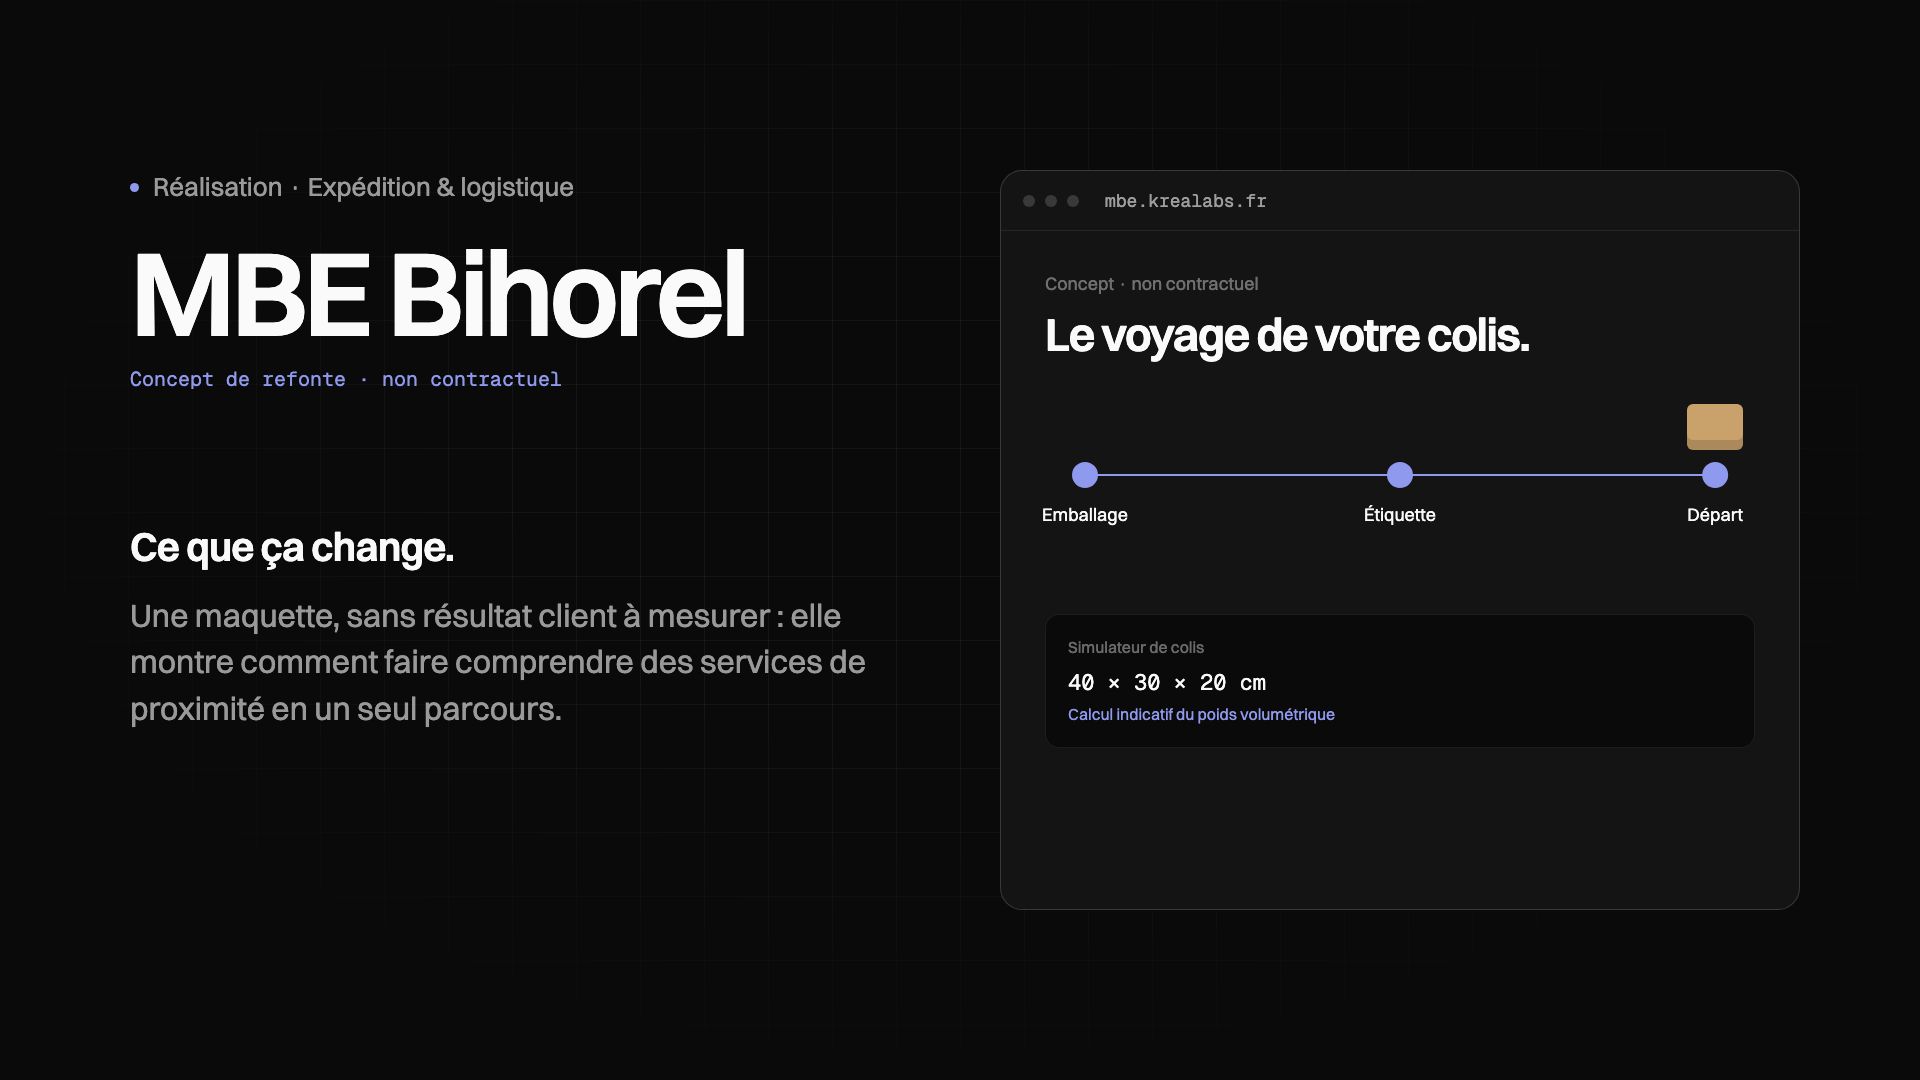 Réalisation · Expédition & logistique
MBE Bihorel
Concept de refonte · non contractuel
Ce que ça change.
Une maquette, sans résultat client à mesurer : elle
montre comment faire comprendre des services de
proximité en un seul parcours.
mbe.krealabs.fr
Concept · non contractuel
Le voyage de votre colis.
Emballage
Étiquette
Départ
Simulateur de colis
40 × 30 × 20 cm
Calcul indicatif du poids volumétrique